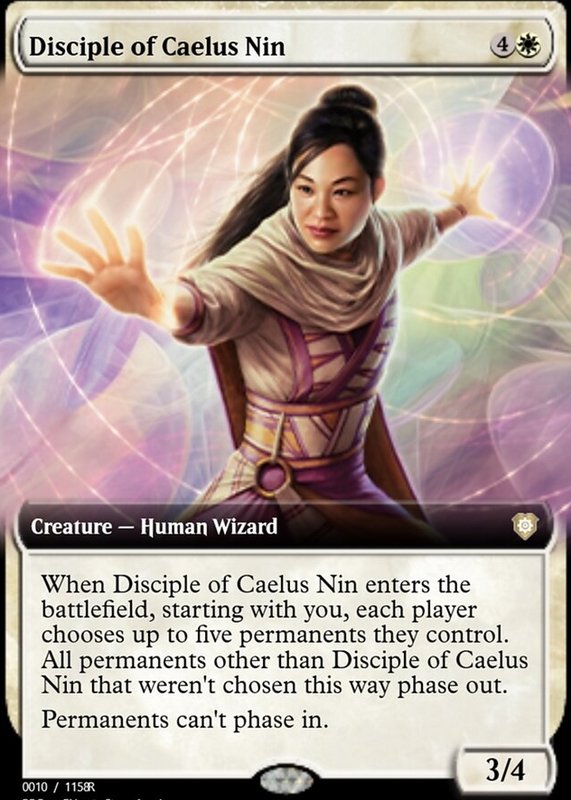 Disciple of Caelus Nin
4
Creature — Human Wizard
When Disciple of Caelus Nin enters the
battlefield, starting with you, each player
chooses up to five permanents they control.
All permanents other than Disciple of Caelus
Nin that weren't chosen this way phase out.
Permanents can't phase in.
3/4
0010 / 1158R